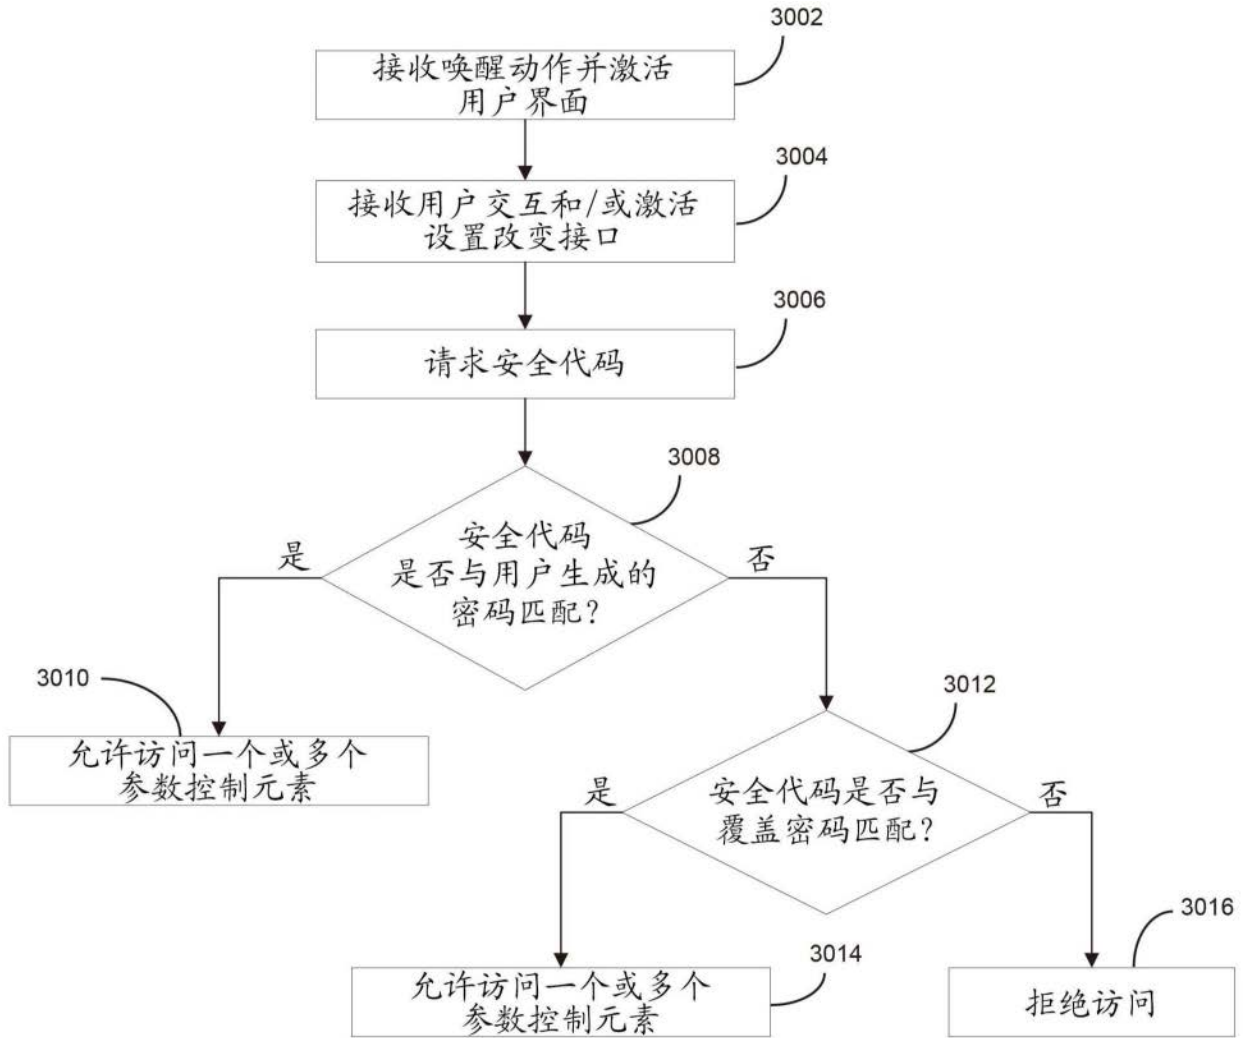 3002
接收唤醒动作并激活
用户界面
3004
接收用户交互和/或激活
设置改变接口
3006
请求安全代码
3008
安全代码
是否与用户生成的
密码匹配?
是
否
3010
允许访问一个或多个
参数控制元素
3012
安全代码是否与
覆盖密码匹配?
是
否
3014
允许访问一个或多个
参数控制元素
3016
拒绝访问